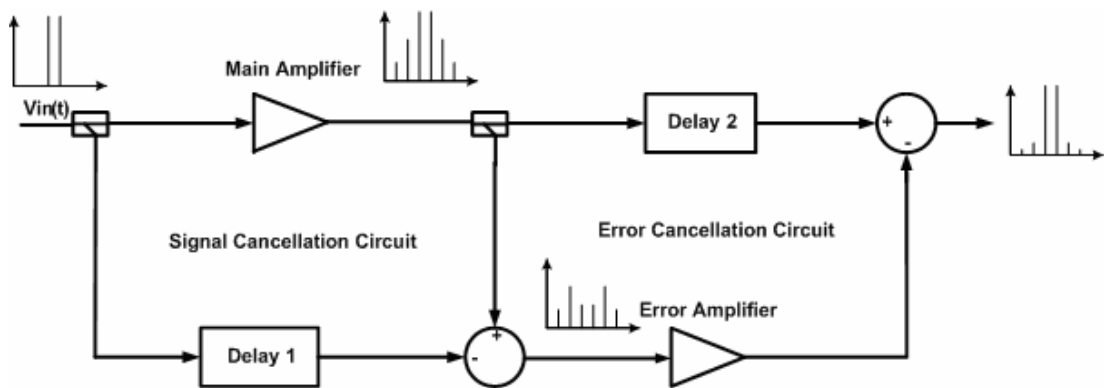 Main Amplifier
Vin(t)
Delay 2
+
-
Signal Cancellation Circuit
Error Cancellation Circuit
Error Amplifier
+
-
Delay 1